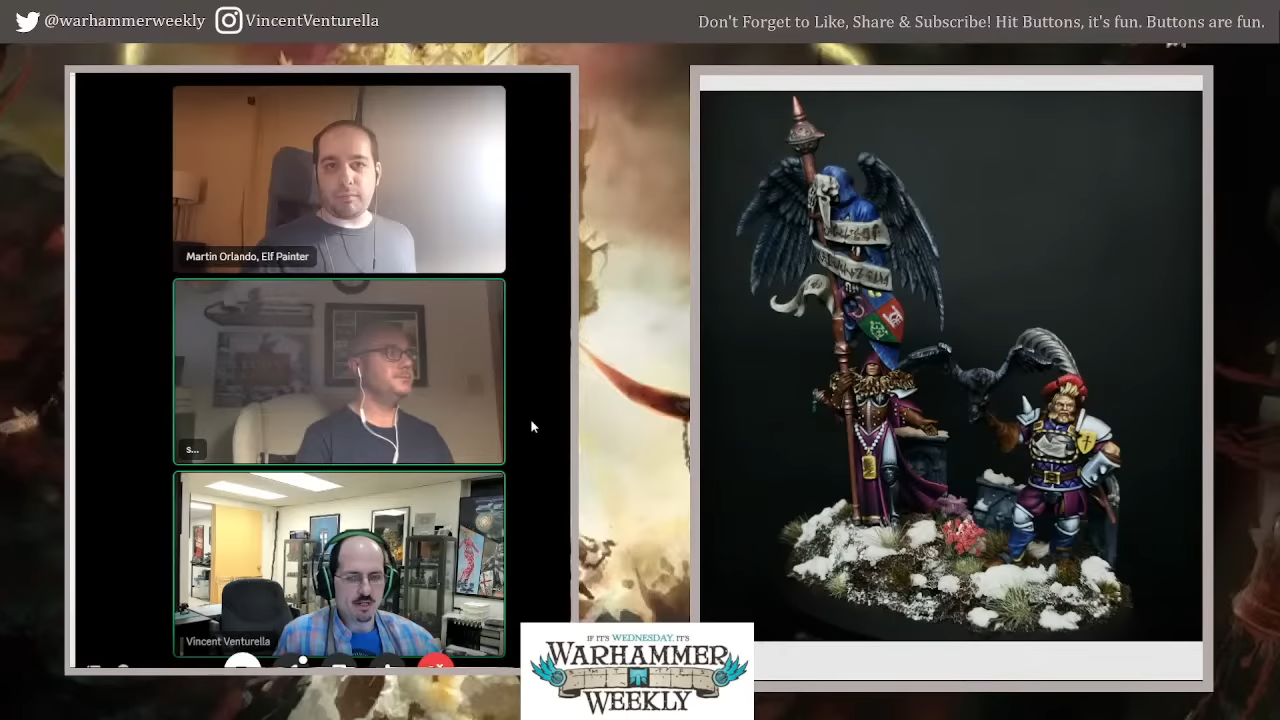 @warhammerweekly VincentVenturella
Don't Forget to Like, Share & Subscribe! Hit Buttons, it's fun. Buttons are fun.
Martin Orlando, Elf Painter
s...
Vincent Venturella
IF IT'S WEDNESDAY, IT'S
WARHAMMER
WEEKLY